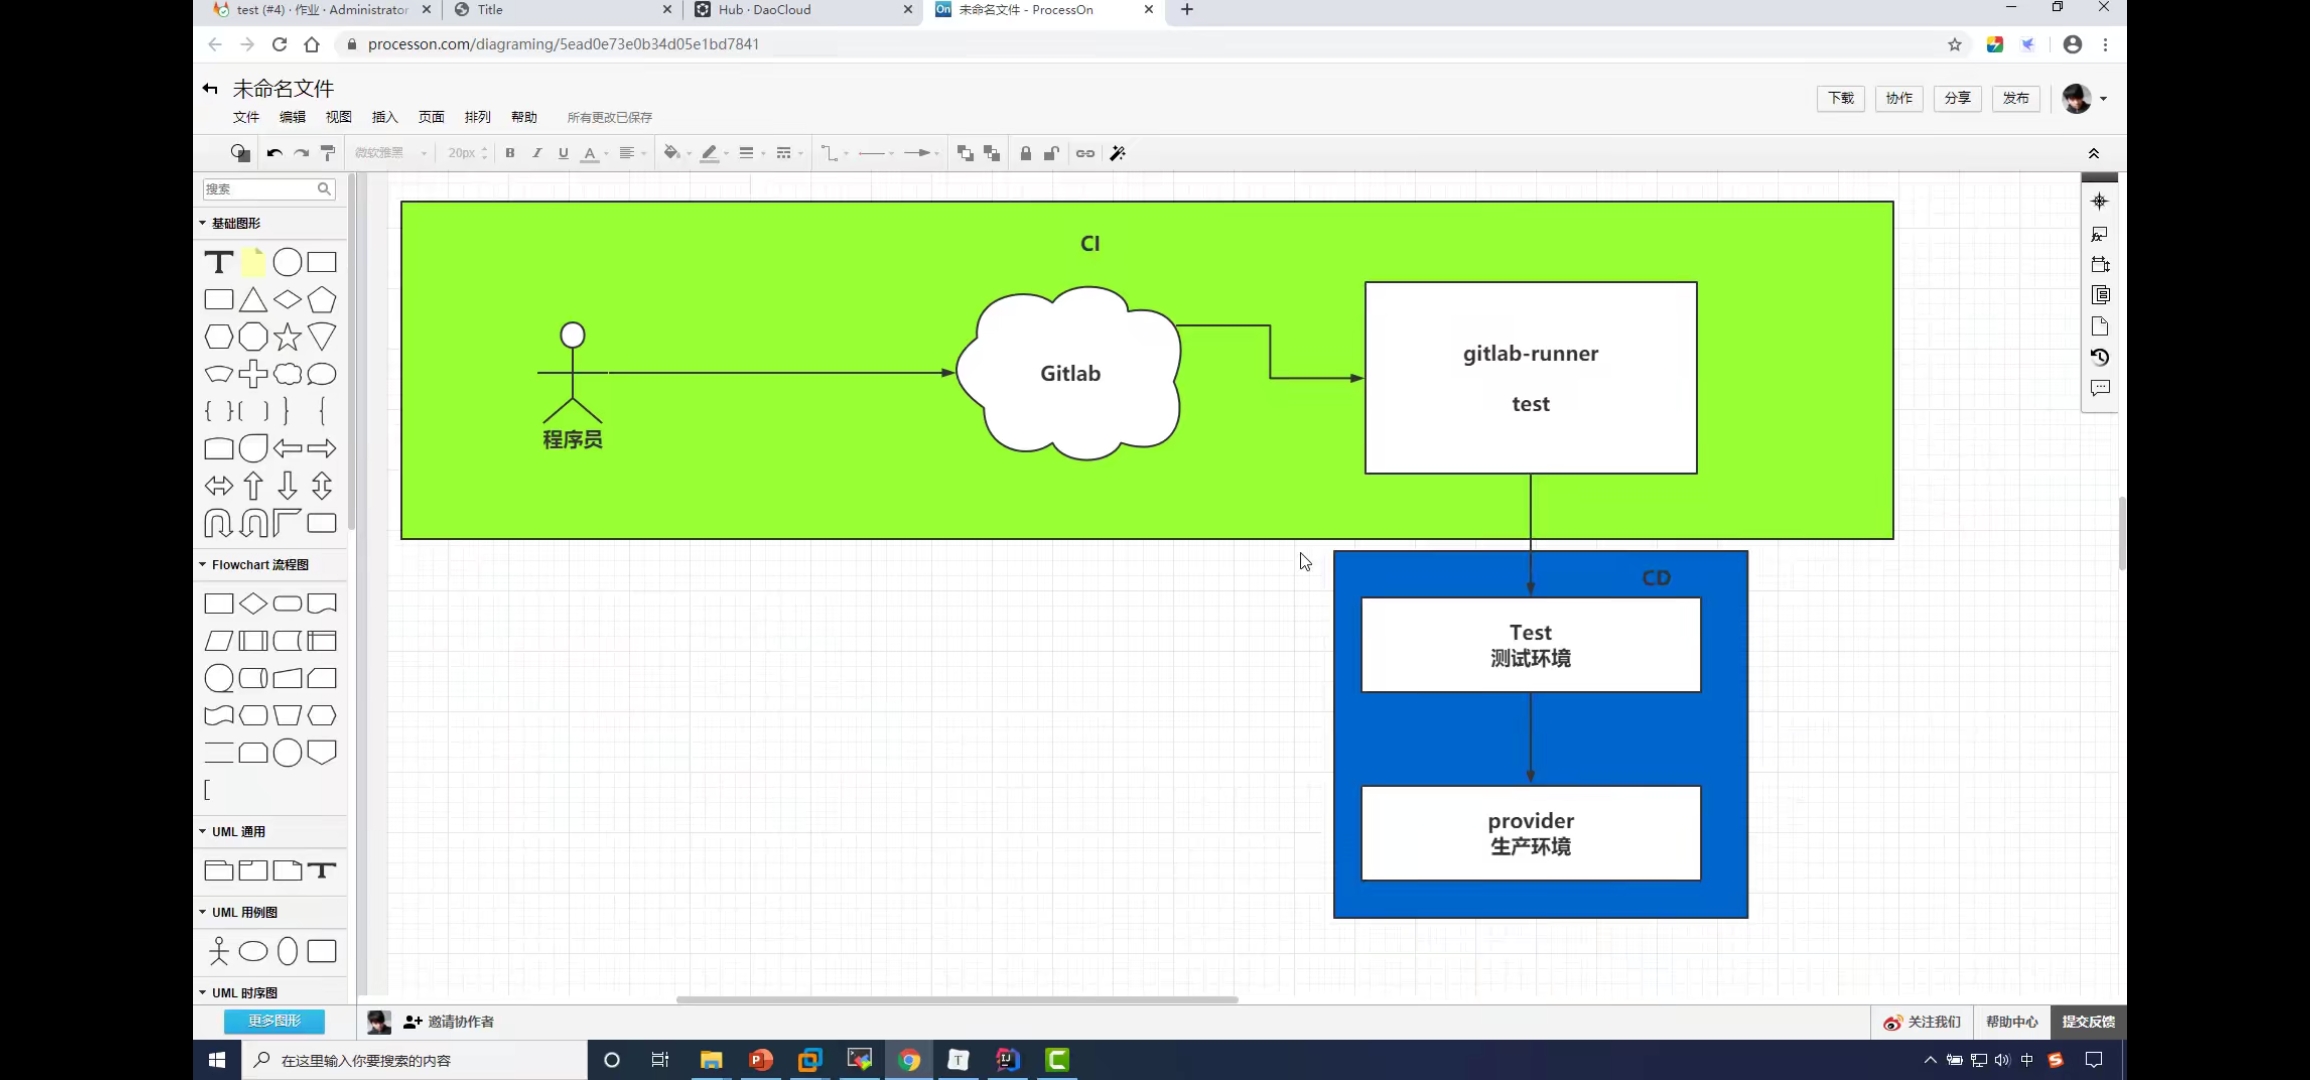 test (#4) · 作业 · Administrator
Title
Hub · DaoCloud
未命名文件 - ProcessOn
processon.com/diagraming/5ead0e73e0b34d05e1bd7841
未命名文件
下载
协作
分享
发布
文件
编辑
视图
插入
页面
排列
帮助
所有更改已保存
微软雅黑
20px
B
I
U
A
搜索
基础图形
Flowchart 流程图
UML 通用
UML 用例图
UML 时序图
更多图形
CI
程序员
Gitlab
gitlab-runner
test
CD
Test
测试环境
provider
生产环境
邀请协作者
关注我们
帮助中心
提交反馈
在这里输入你要搜索的内容
中